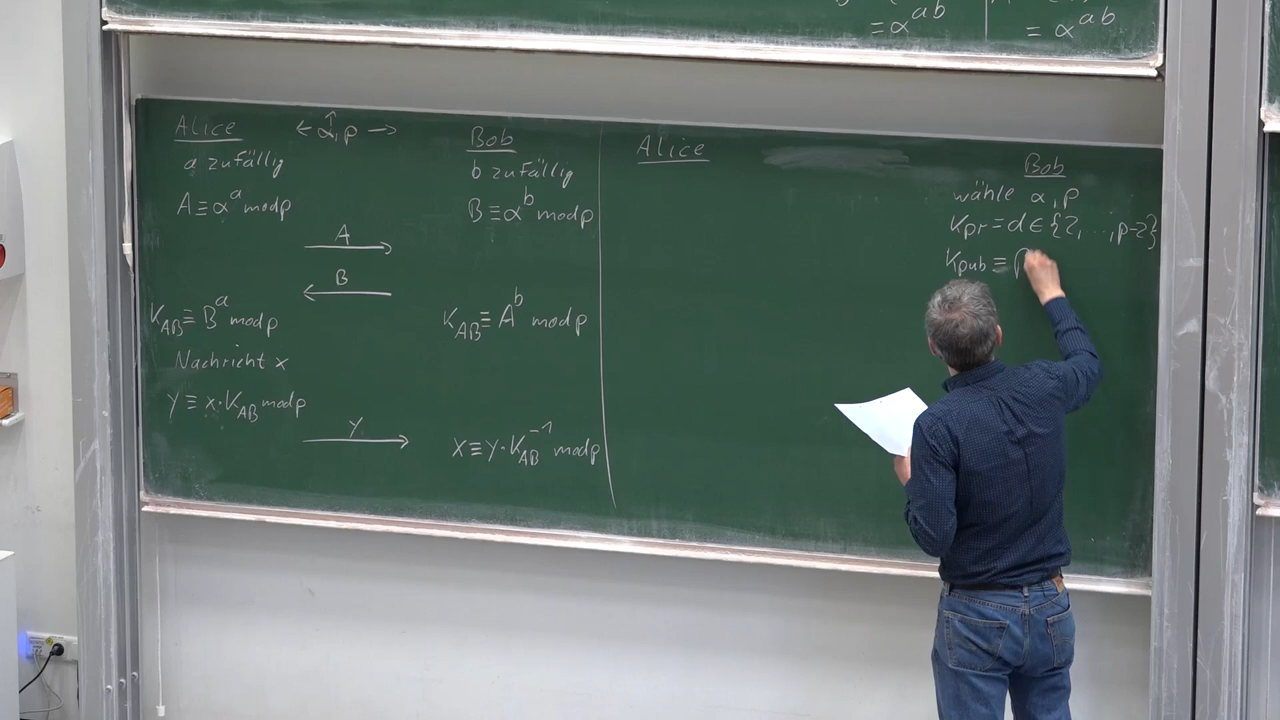 = α^ab
= α^ab
Alice
← α, p →
Bob
a zufällig
b zufällig
A ≡ α^a mod p
B ≡ α^b mod p
A
B
K_AB ≡ B^a mod p
K_AB ≡ A^b mod p
Nachricht x
y ≡ x · K_AB mod p
y
x ≡ y · K_AB^-1 mod p
Alice
Bob
wähle α, p
K_pr = d ∈ {2, ..., p-2}
K_pub ≡